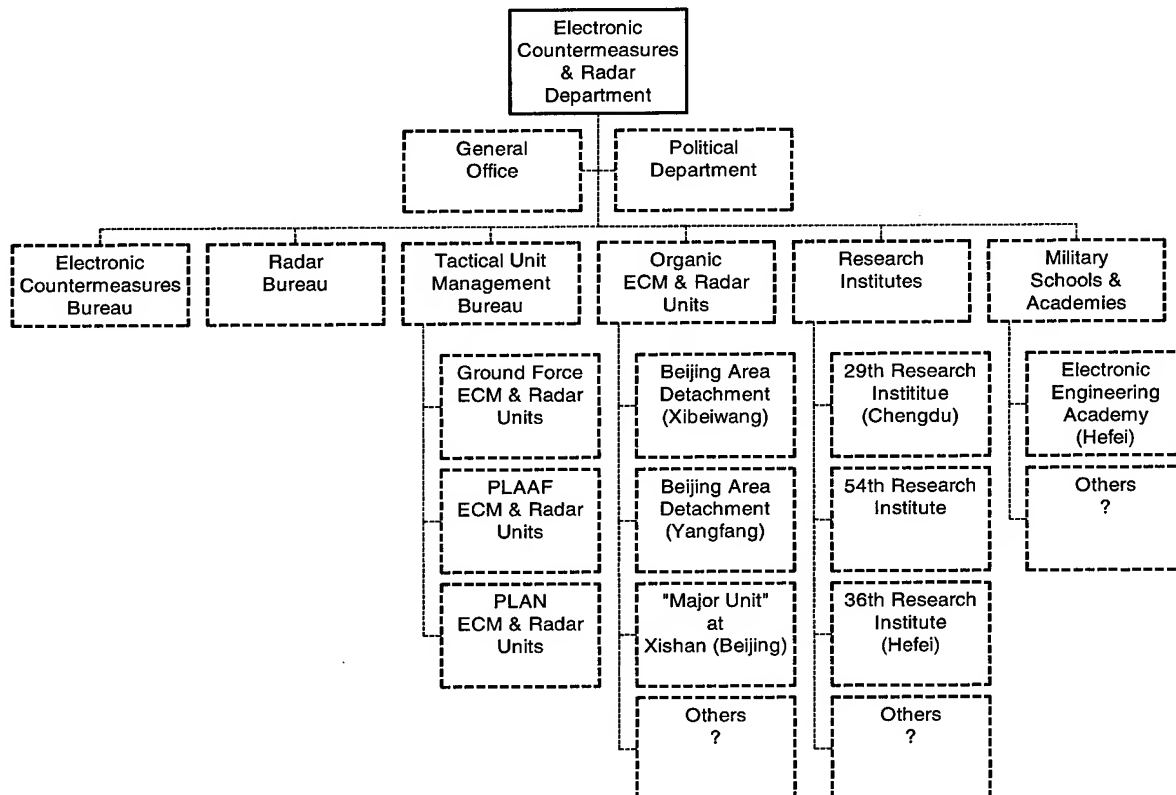 Electronic
Countermeasures
& Radar
Department
General
Office
Political
Department
Electronic
Countermeasures
Bureau
Radar
Bureau
Tactical Unit
Management
Bureau
Organic
ECM & Radar
Units
Research
Institutes
Military
Schools &
Academies
Ground Force
ECM & Radar
Units
PLAAF
ECM & Radar
Units
PLAN
ECM & Radar
Units
Beijing Area
Detachment
(Xibeiwang)
Beijing Area
Detachment
(Yangfang)
"Major Unit"
at
Xishan (Beijing)
Others
?
29th Research
Instititue
(Chengdu)
54th Research
Institute
36th Research
Institute
(Hefei)
Others
?
Electronic
Engineering
Academy
(Hefei)
Others
?